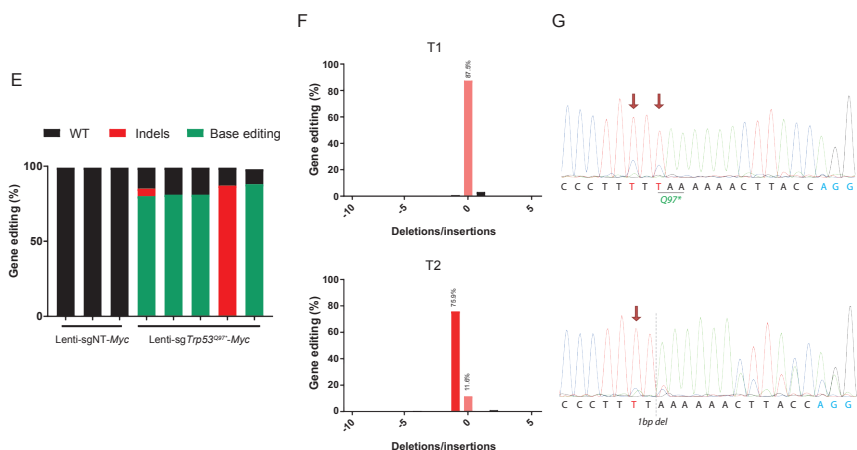 E
WT Indels Base editing
Gene editing (%)
100
50
0
Lenti-sgNT-Myc Lenti-sgTrp53Q97*-Myc
F
T1
Gene editing (%)
100
80
60
40
20
0
87.5%
-10 -5 0 5
Deletions/insertions
T2
Gene editing (%)
100
80
60
40
20
0
75.9%
11.6%
-10 -5 0 5
Deletions/insertions
G
C C C T T T T T A A A A A A C T T A C C A G G
Q97*
C C C T T T T A A A A A A C T T A C C A G G
1bp del